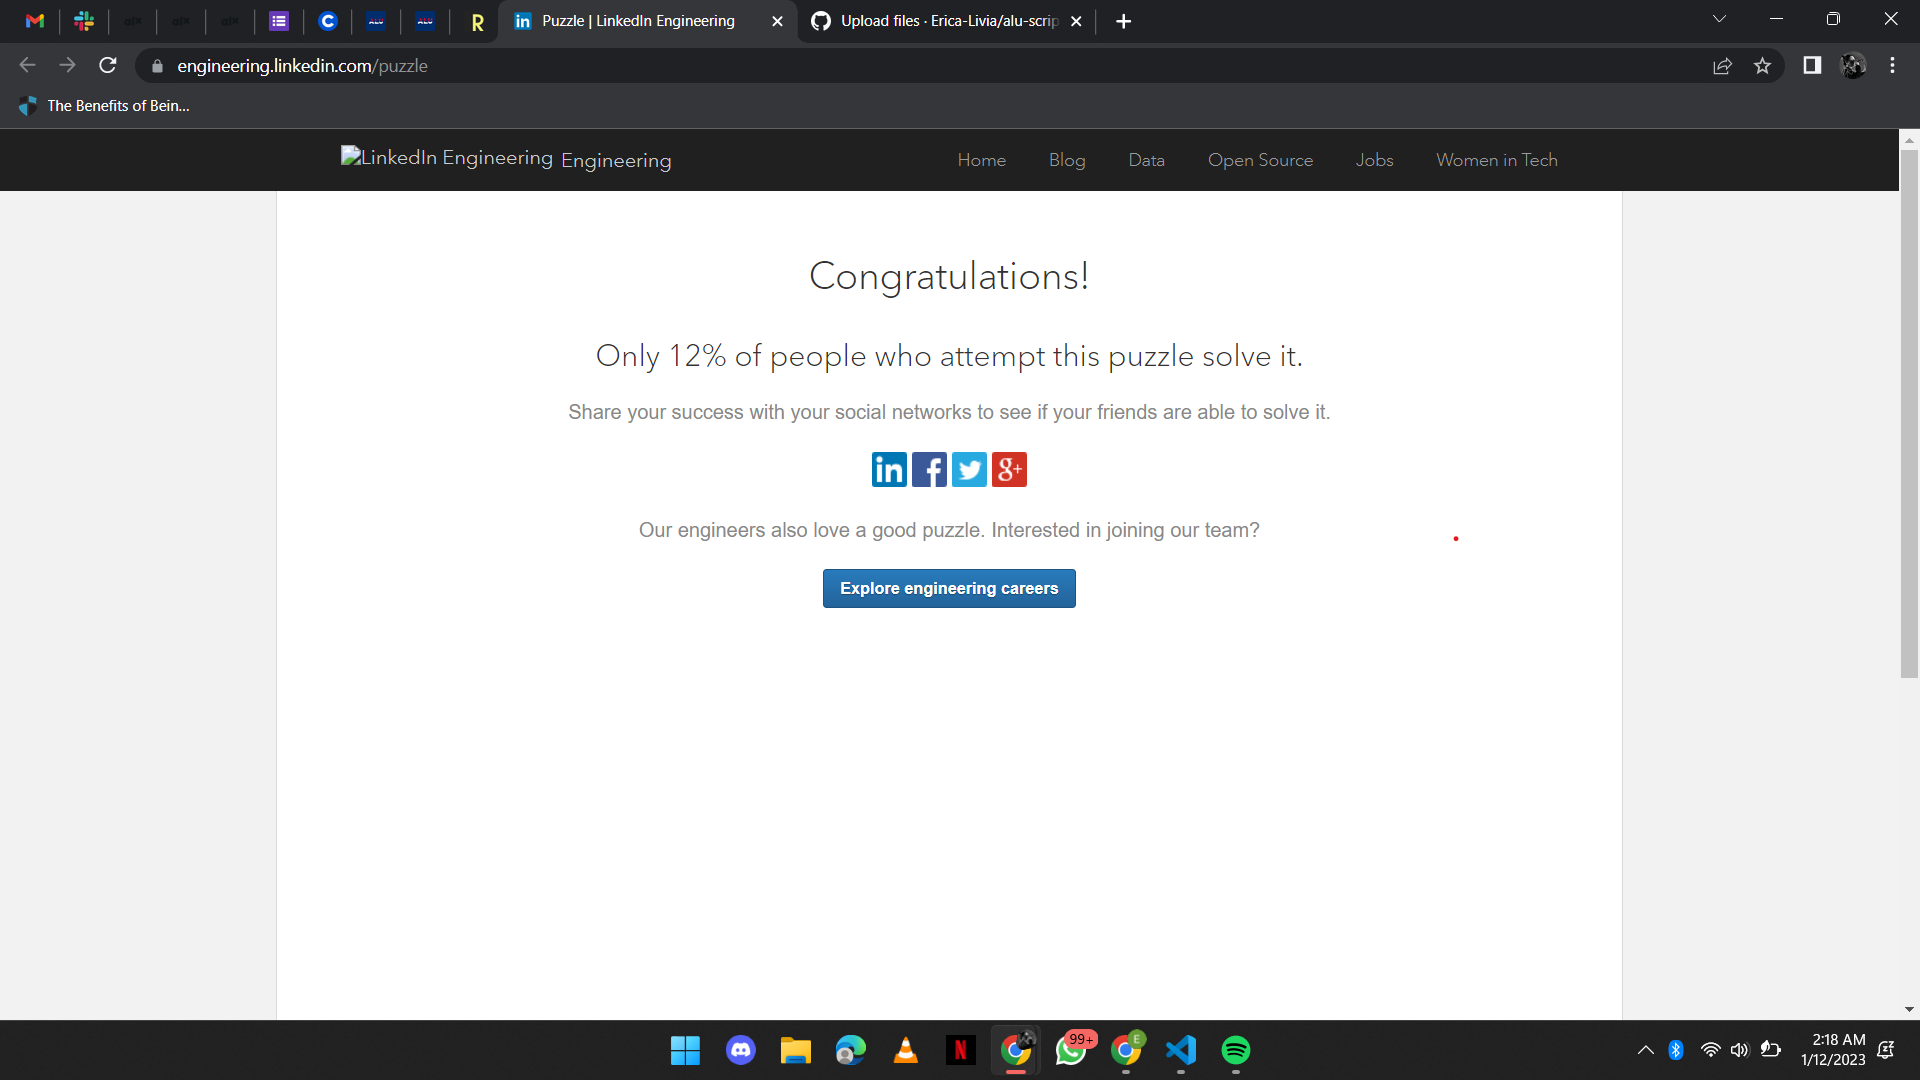 Puzzle | LinkedIn Engineering
Upload files · Erica-Livia/alu-scrip
engineering.linkedin.com/puzzle
The Benefits of Bein...
LinkedIn Engineering Engineering
Home
Blog
Data
Open Source
Jobs
Women in Tech
Congratulations!
Only 12% of people who attempt this puzzle solve it.
Share your success with your social networks to see if your friends are able to solve it.
in f g+
Our engineers also love a good puzzle. Interested in joining our team?
Explore engineering careers
99+
E
2:18 AM
1/12/2023